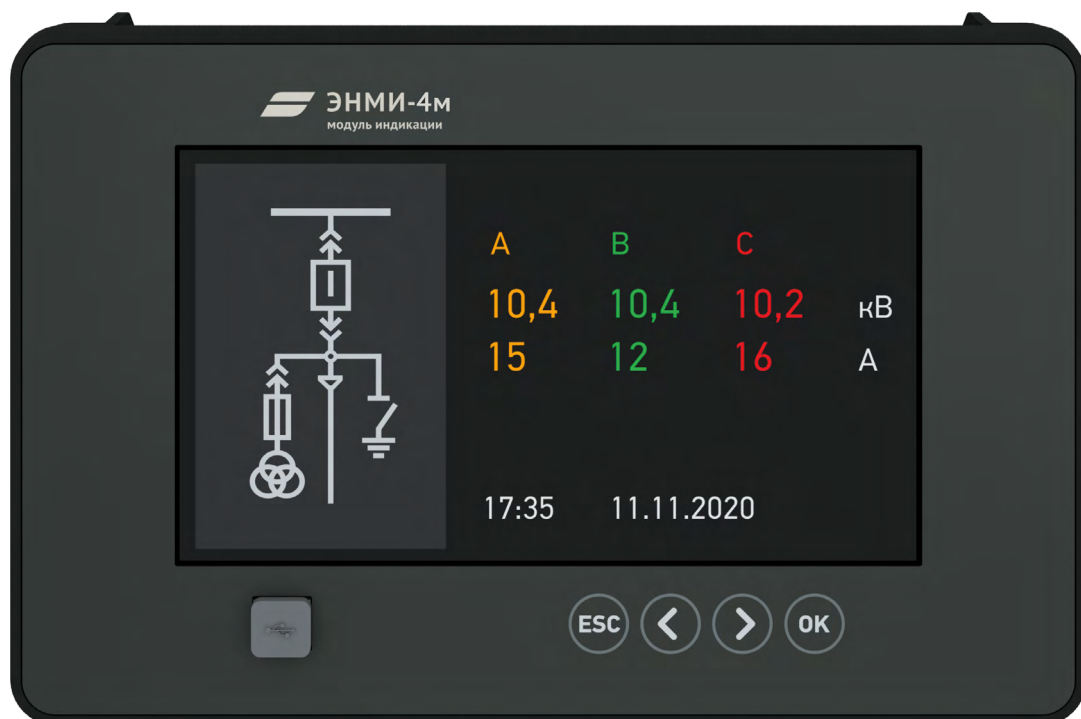 ЭНМИ-4м
модуль индикации
A B C
10,4 10,4 10,2 кВ
15 12 16 А
17:35 11.11.2020
ESC OK